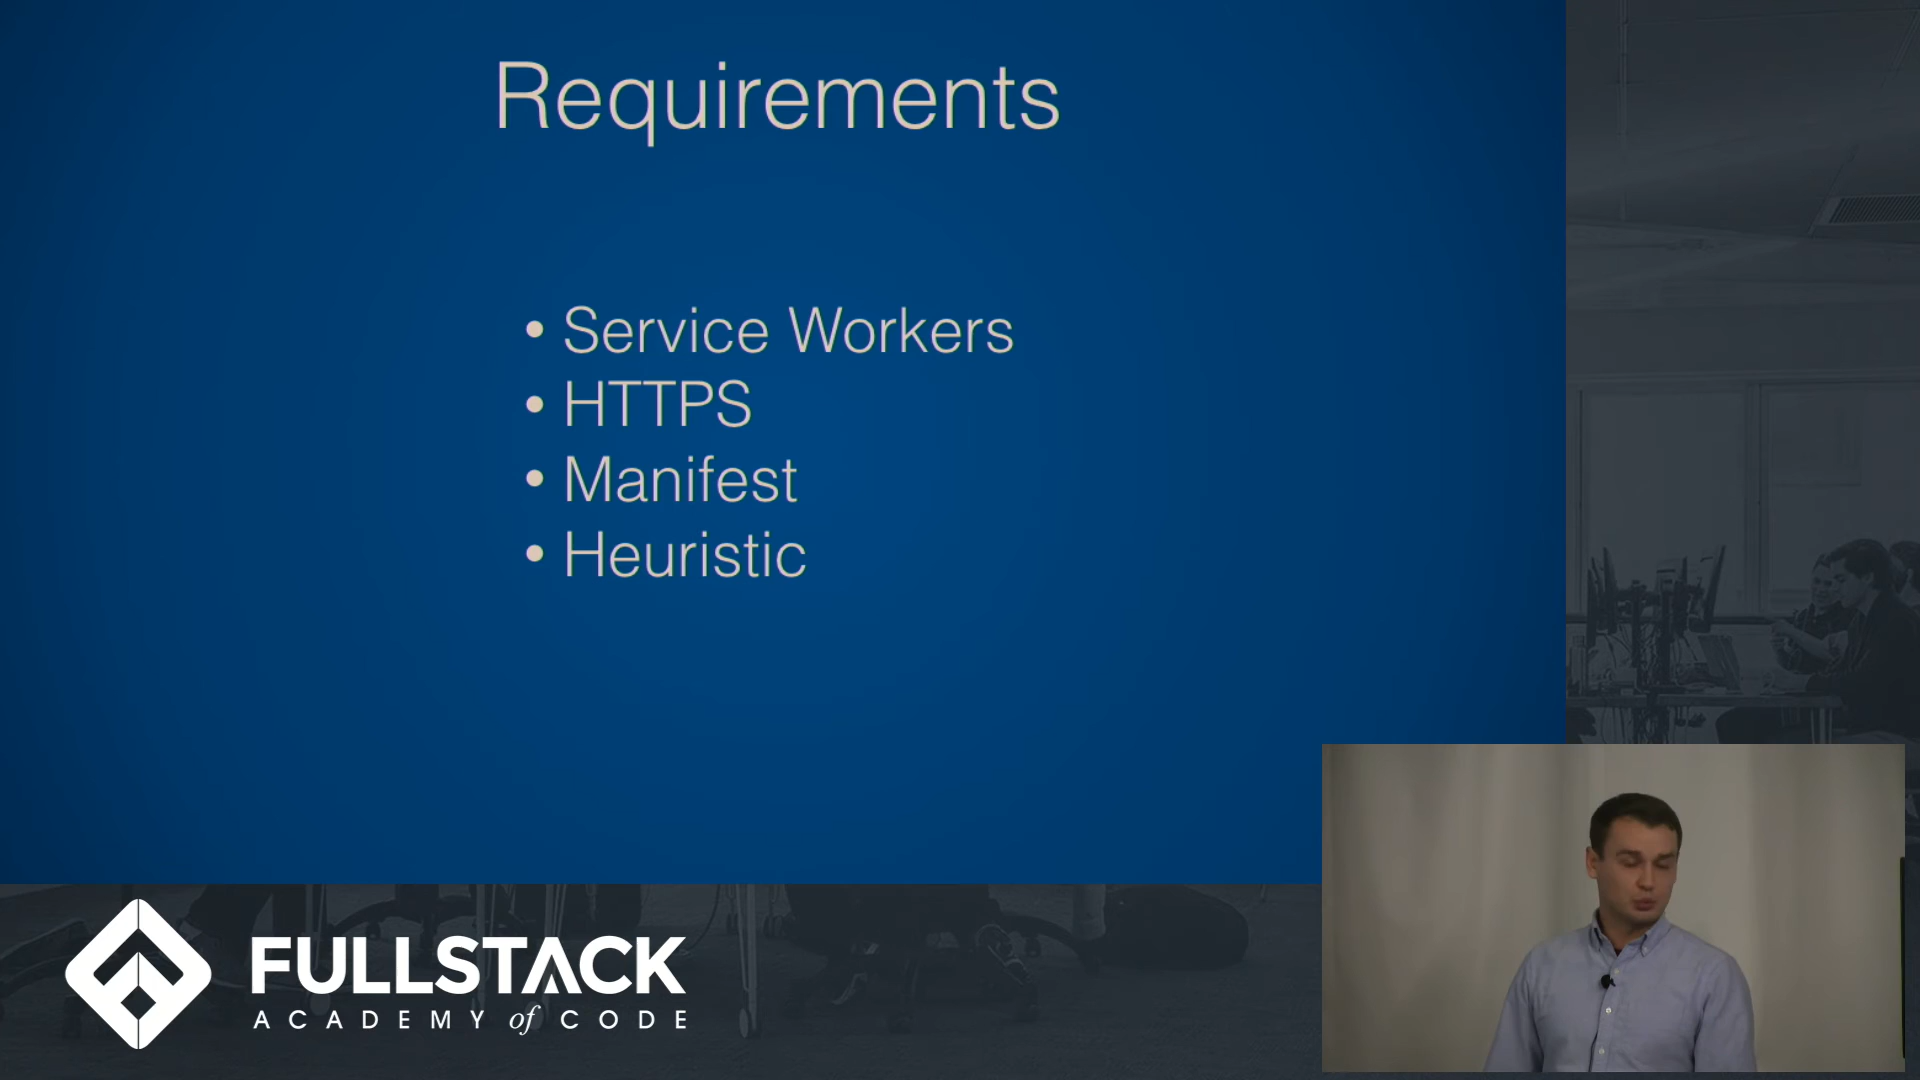 Requirements
• Service Workers
• HTTPS
• Manifest
• Heuristic
FULLSTACK
ACADEMY of CODE